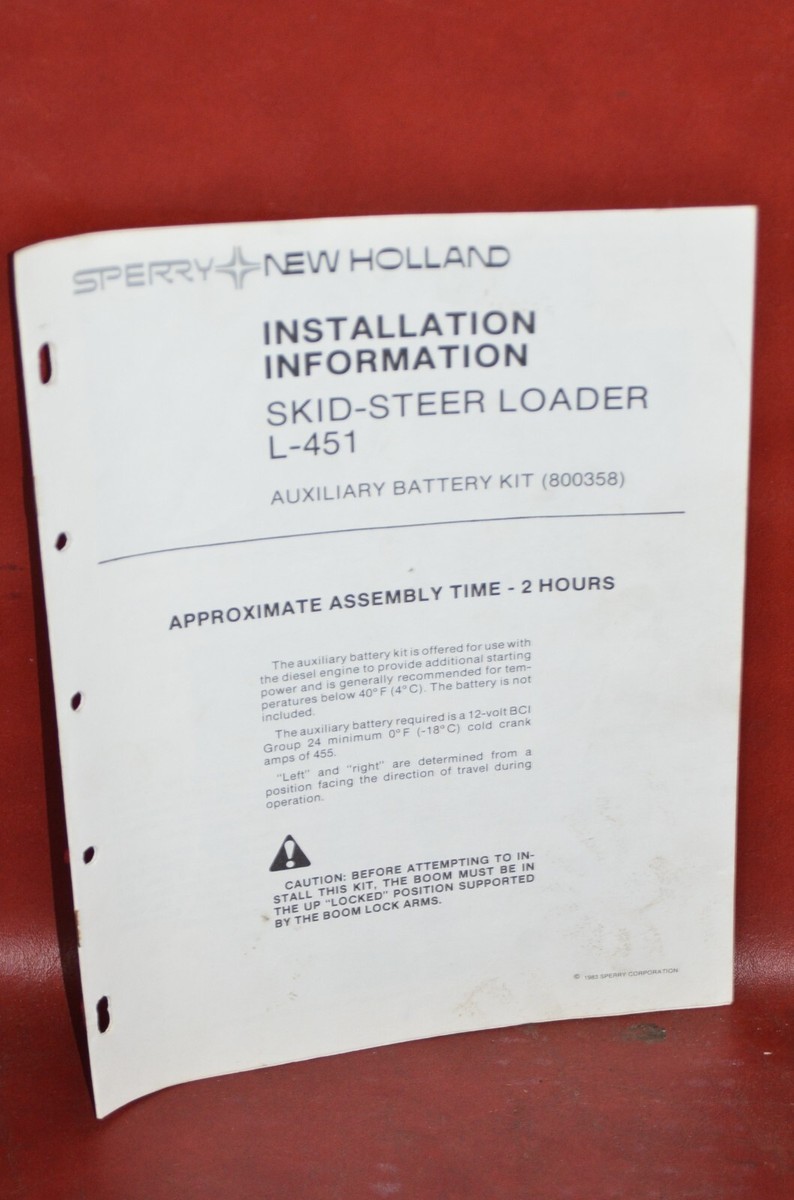 SPERRY NEW HOLLAND
INSTALLATION
INFORMATION
SKID-STEER LOADER
L-451
AUXILIARY BATTERY KIT (800358)
APPROXIMATE ASSEMBLY TIME - 2 HOURS
The auxiliary battery kit is offered for use with
the diesel engine to provide additional starting
power and is generally recommended for tem-
peratures below 40° F (4° C). The battery is not
included.
The auxiliary battery required is a 12-volt BCI
Group 24 minimum 0° F (-18° C) cold crank
amps of 455.
"Left" and "right" are determined from a
position facing the direction of travel during
operation.
CAUTION: BEFORE ATTEMPTING TO IN-
STALL THIS KIT, THE BOOM MUST BE IN
THE UP "LOCKED" POSITION SUPPORTED
BY THE BOOM LOCK ARMS.
© SPERRY CORPORATION